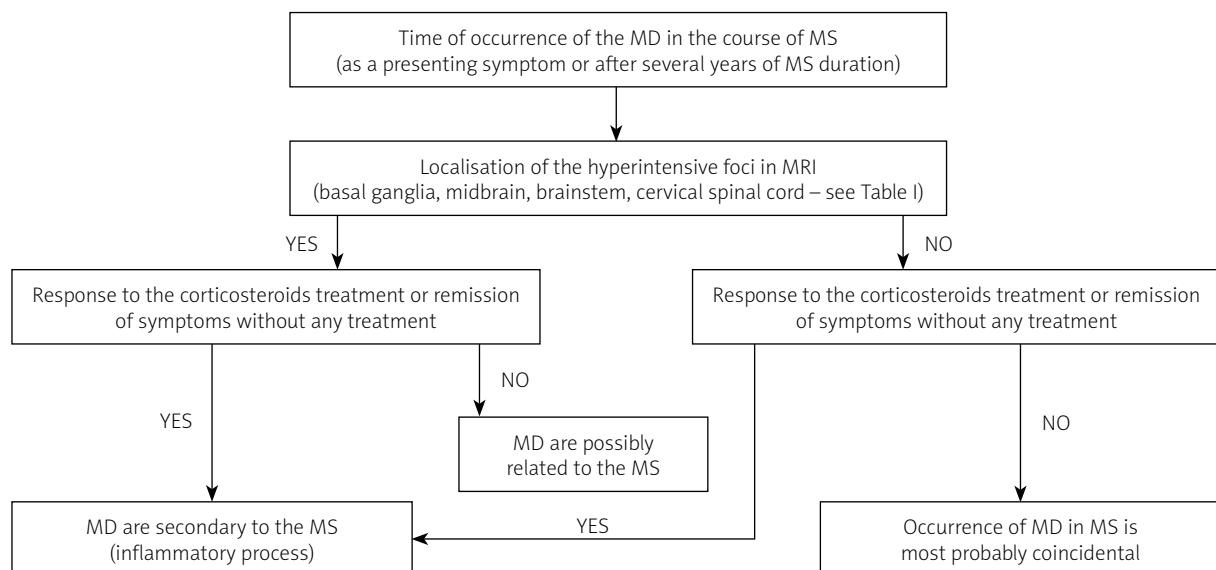 Time of occurrence of the MD in the course of MS
(as a presenting symptom or after several years of MS duration)
Localisation of the hyperintensive foci in MRI
(basal ganglia, midbrain, brainstem, cervical spinal cord – see Table I)
YES
NO
Response to the corticosteroids treatment or remission
of symptoms without any treatment
Response to the corticosteroids treatment or remission
of symptoms without any treatment
NO
YES
NO
MD are possibly
related to the MS
MD are secondary to the MS
(inflammatory process)
YES
Occurrence of MD in MS is
most probably coincidental